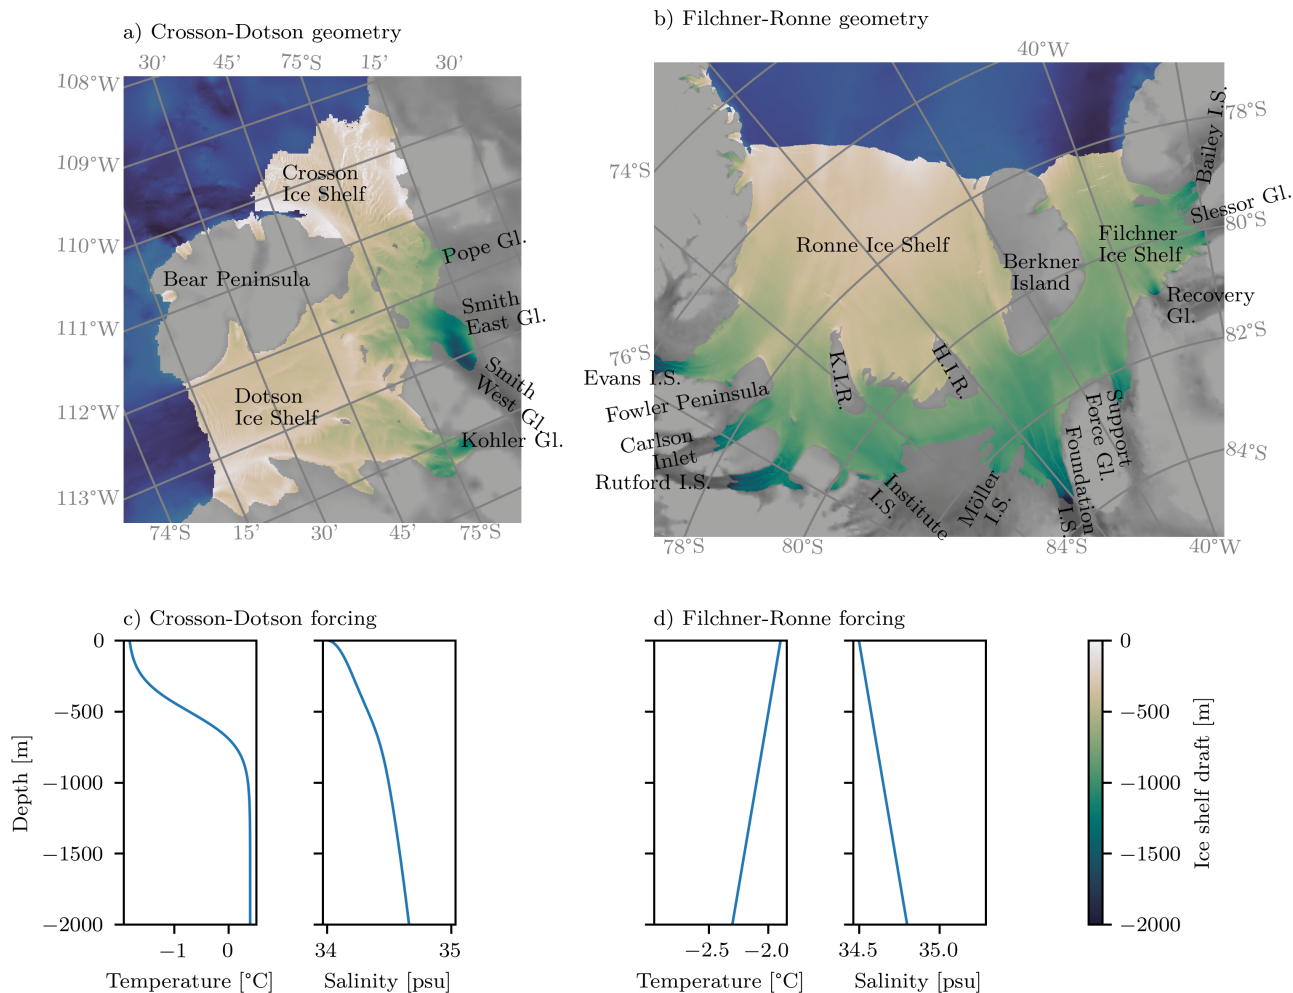 a) Crosson-Dotson geometry
30’ 45’ 75°S 15’ 30’
108°W
109°W
110°W
111°W
112°W
113°W
Crosson
Ice Shelf
Bear Peninsula
Pope Gl.
Smith
East Gl.
Smith
West Gl.
Dotson
Ice Shelf
Kohler Gl.
74°S 15’ 30’ 45’ 75°S
b) Filchner-Ronne geometry
40°W
74°S
76°S
78°S
80°S
82°S
84°S
Bailey I.S.
Slessor Gl.
Ronne Ice Shelf
Berkner
Island
Filchner
Ice Shelf
Recovery
Gl.
Evans I.S.
Fowler Peninsula
K.I.R.
H.I.R.
Carlson
Inlet
Rutford I.S.
Institute
I.S.
Möller
I.S.
Foundation
I.S.
Support
Force Gl.
78°S 80°S 84°S 40°W
c) Crosson-Dotson forcing
0
−500
−1000
−1500
−2000
Depth [m]
−1 0
Temperature [°C]
34 35
Salinity [psu]
d) Filchner-Ronne forcing
−2.5 −2.0
Temperature [°C]
34.5 35.0
Salinity [psu]
0
−500
−1000
−1500
−2000
Ice shelf draft [m]